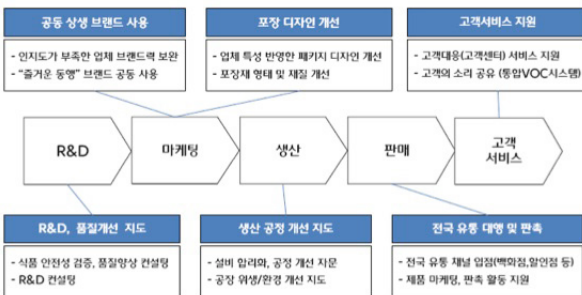 공동 상생 브랜드 사용
- 인지도가 부족한 업체 브랜드력 보완
- "즐거운 동행" 브랜드 공동 사용
포장 디자인 개선
- 업체 특성 반영한 패키지 디자인 개선
- 포장재 형태 및 재질 개선
고객서비스 지원
- 고객대응(고객센터) 서비스 지원
- 고객의 소리 공유 (통합VOC시스템)
R&D
마케팅
생산
판매
고객
서비스
R&D, 품질개선 지도
- 식품 안전성 검증, 품질향상 컨설팅
- R&D 컨설팅
생산 공정 개선 지도
- 설비 합리화, 공정 개선 자문
- 공장 위생/환경 개선 지도
전국 유통 대행 및 판촉
- 전국 유통 채널 입점(백화점,할인점 등)
- 제품 마케팅, 판촉 활동 지원